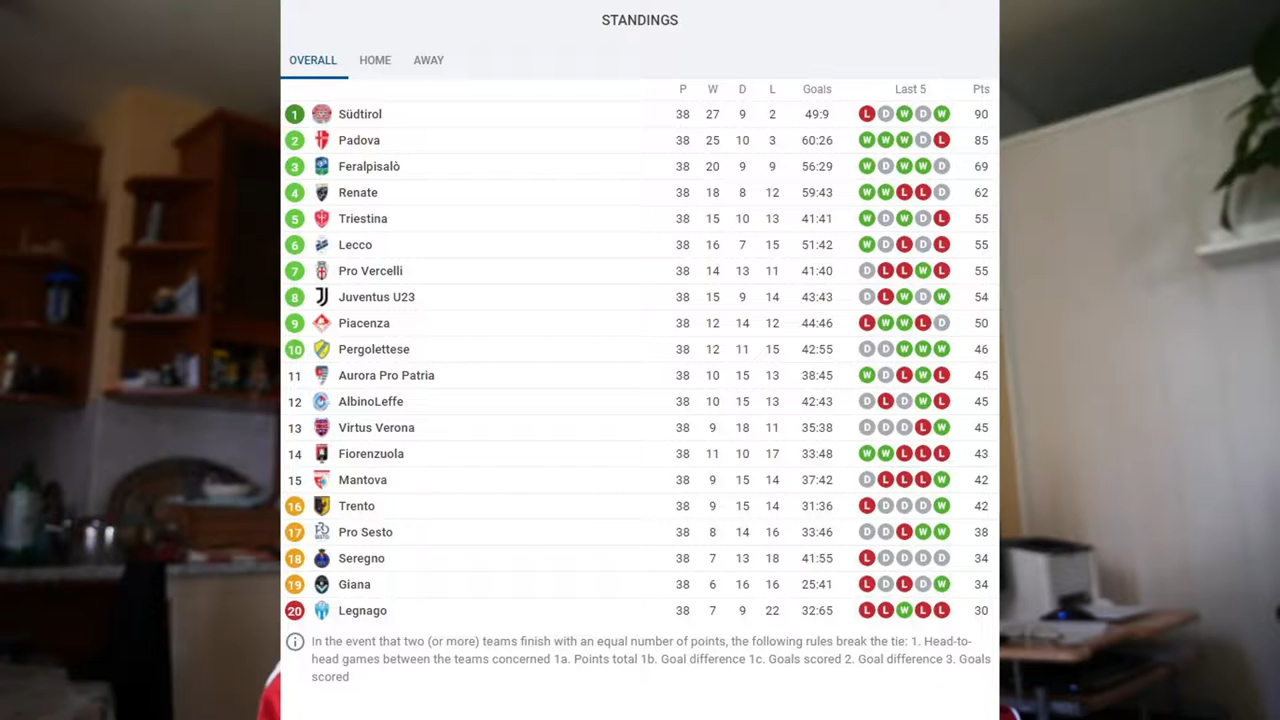 STANDINGS
OVERALL HOME AWAY
P W D L Goals Last 5 Pts
1 Südtirol 38 27 9 2 49:9 L D W D W 90
2 Padova 38 25 10 3 60:26 W W W D L 85
3 Feralpisalò 38 20 9 9 56:29 W D W W D 69
4 Renate 38 18 8 12 59:43 W W L L D 62
5 Triestina 38 15 10 13 41:41 W D W D L 55
6 Lecco 38 16 7 15 51:42 W D L D L 55
7 Pro Vercelli 38 14 13 11 41:40 D L L W L 55
8 Juventus U23 38 15 9 14 43:43 D L W D W 54
9 Piacenza 38 12 14 12 44:46 L W W L D 50
10 Pergolettese 38 12 11 15 42:55 D D W W W 46
11 Aurora Pro Patria 38 10 15 13 38:45 W D L W L 45
12 AlbinoLeffe 38 10 15 13 42:43 D L D W L 45
13 Virtus Verona 38 9 18 11 35:38 D D D L W 45
14 Fiorenzuola 38 11 10 17 33:48 W W L L L 43
15 Mantova 38 9 15 14 37:42 D L L L W 42
16 Trento 38 9 15 14 31:36 L D D D W 42
17 Pro Sesto 38 8 14 16 33:46 D D L W W 38
18 Seregno 38 7 13 18 41:55 L D D D D 34
19 Giana 38 6 16 16 25:41 L D L D W 34
20 Legnago 38 7 9 22 32:65 L L W L L 30
In the event that two (or more) teams finish with an equal number of points, the following rules break the tie: 1. Head-to-
head games between the teams concerned 1a. Points total 1b. Goal difference 1c. Goals scored 2. Goal difference 3. Goals
scored